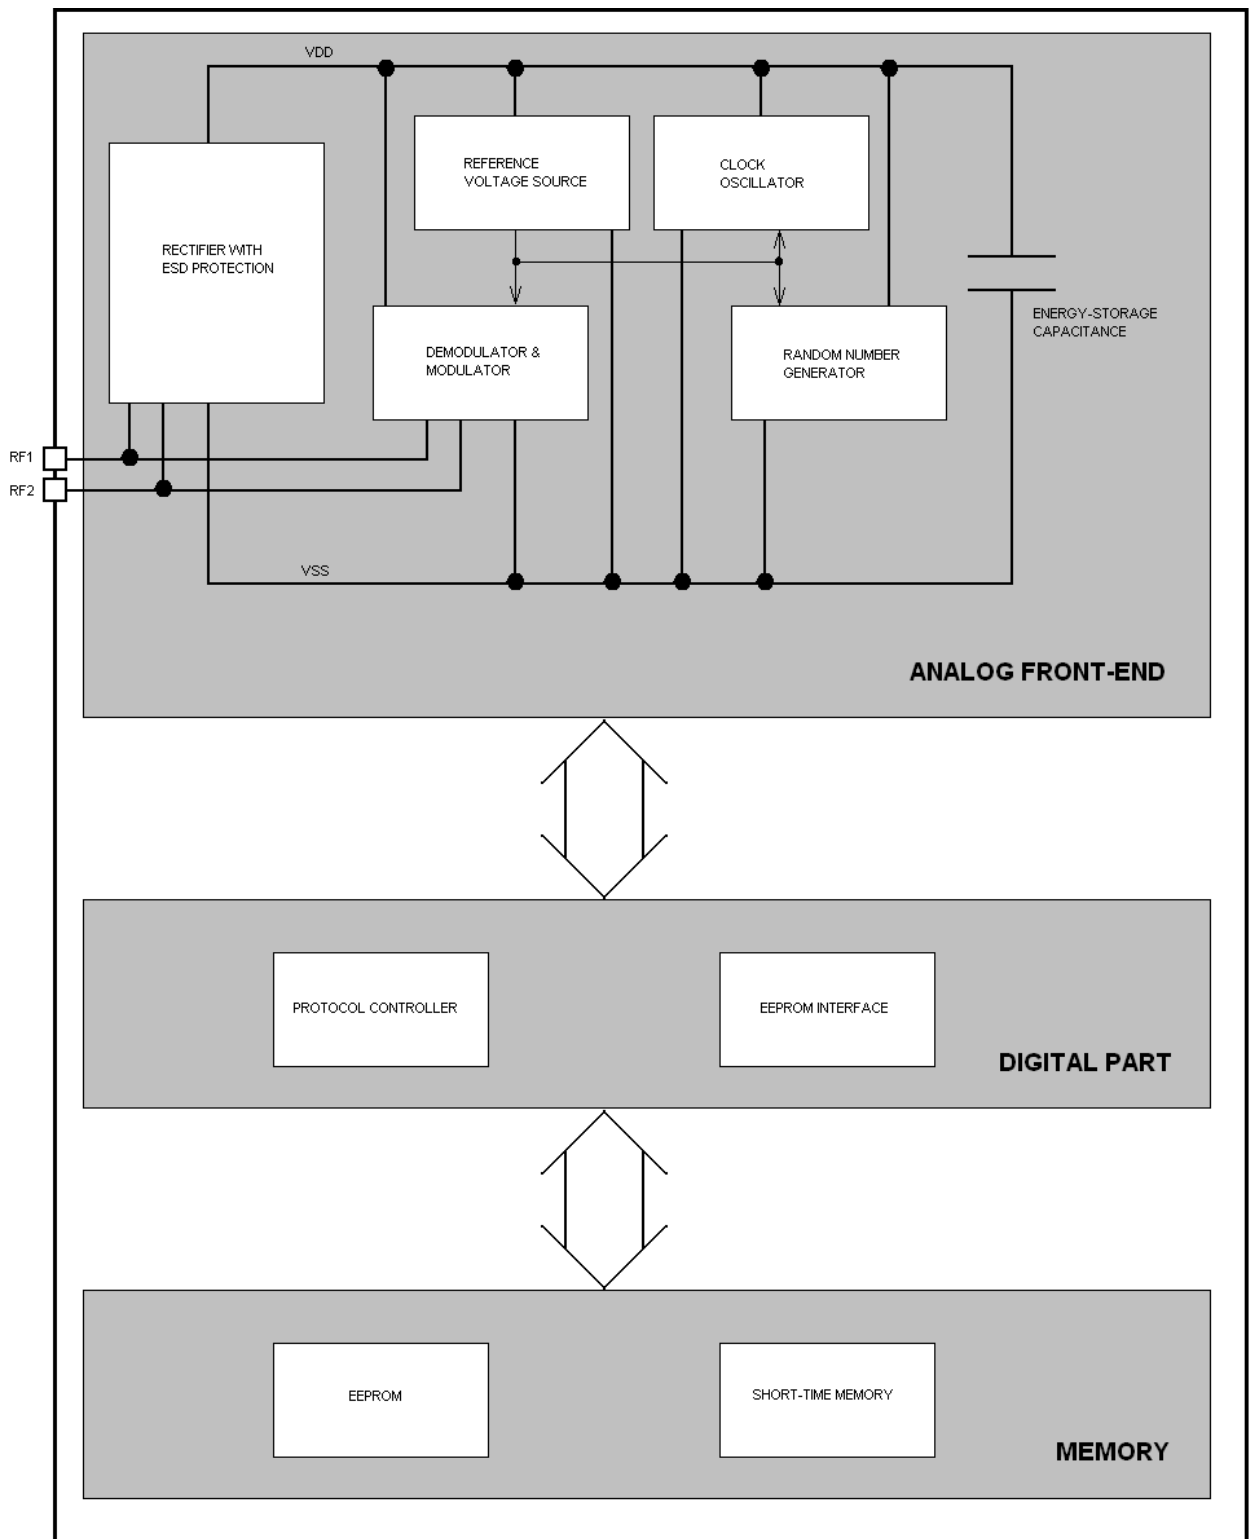 VDD
REFERENCE
VOLTAGE SOURCE
CLOCK
OSCILLATOR
RECTIFIER WITH
ESD PROTECTION
ENERGY-STORAGE
CAPACITANCE
DEMODULATOR &
MODULATOR
RANDOM NUMBER
GENERATOR
RF1
RF2
VSS
ANALOG FRONT-END
PROTOCOL CONTROLLER
EEPROM INTERFACE
DIGITAL PART
EEPROM
SHORT-TIME MEMORY
MEMORY